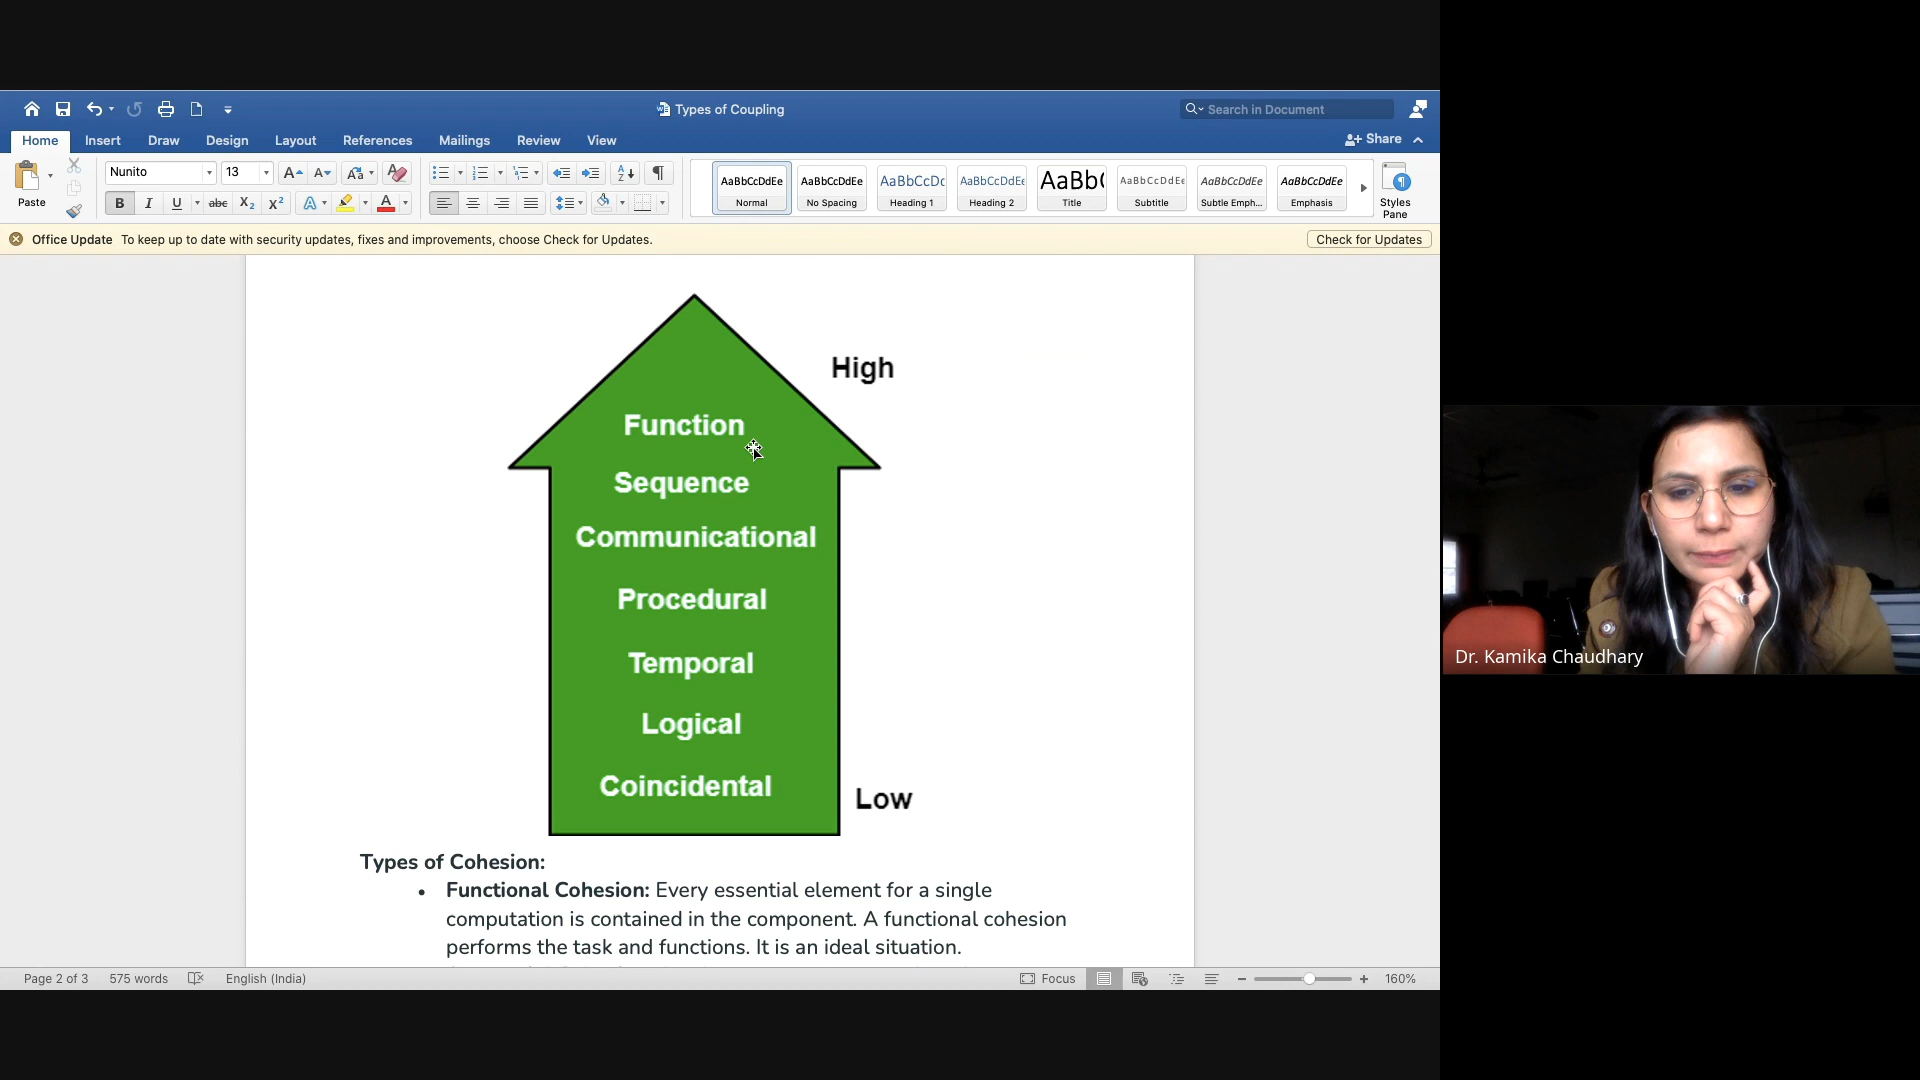 Types of Coupling
Search in Document
Home Insert Draw Design Layout References Mailings Review View
Share
Paste
Nunito
13
AaBbCcDdEe
Normal
AaBbCcDdEe
No Spacing
AaBbCcDc
Heading 1
AaBbCcDdEe
Heading 2
AaBb(
Title
AaBbCcDdEe
Subtitle
AaBbCcDdEe
Subtle Emph...
AaBbCcDdEe
Emphasis
Styles
Pane
B I U abc X₂ X²
Office Update To keep up to date with security updates, fixes and improvements, choose Check for Updates.
Check for Updates
High
Function
Sequence
Communicational
Procedural
Temporal
Logical
Coincidental
Low
Types of Cohesion:
• Functional Cohesion: Every essential element for a single
computation is contained in the component. A functional cohesion
performs the task and functions. It is an ideal situation.
Page 2 of 3 575 words English (India)
Focus
160%
Dr. Kamika Chaudhary